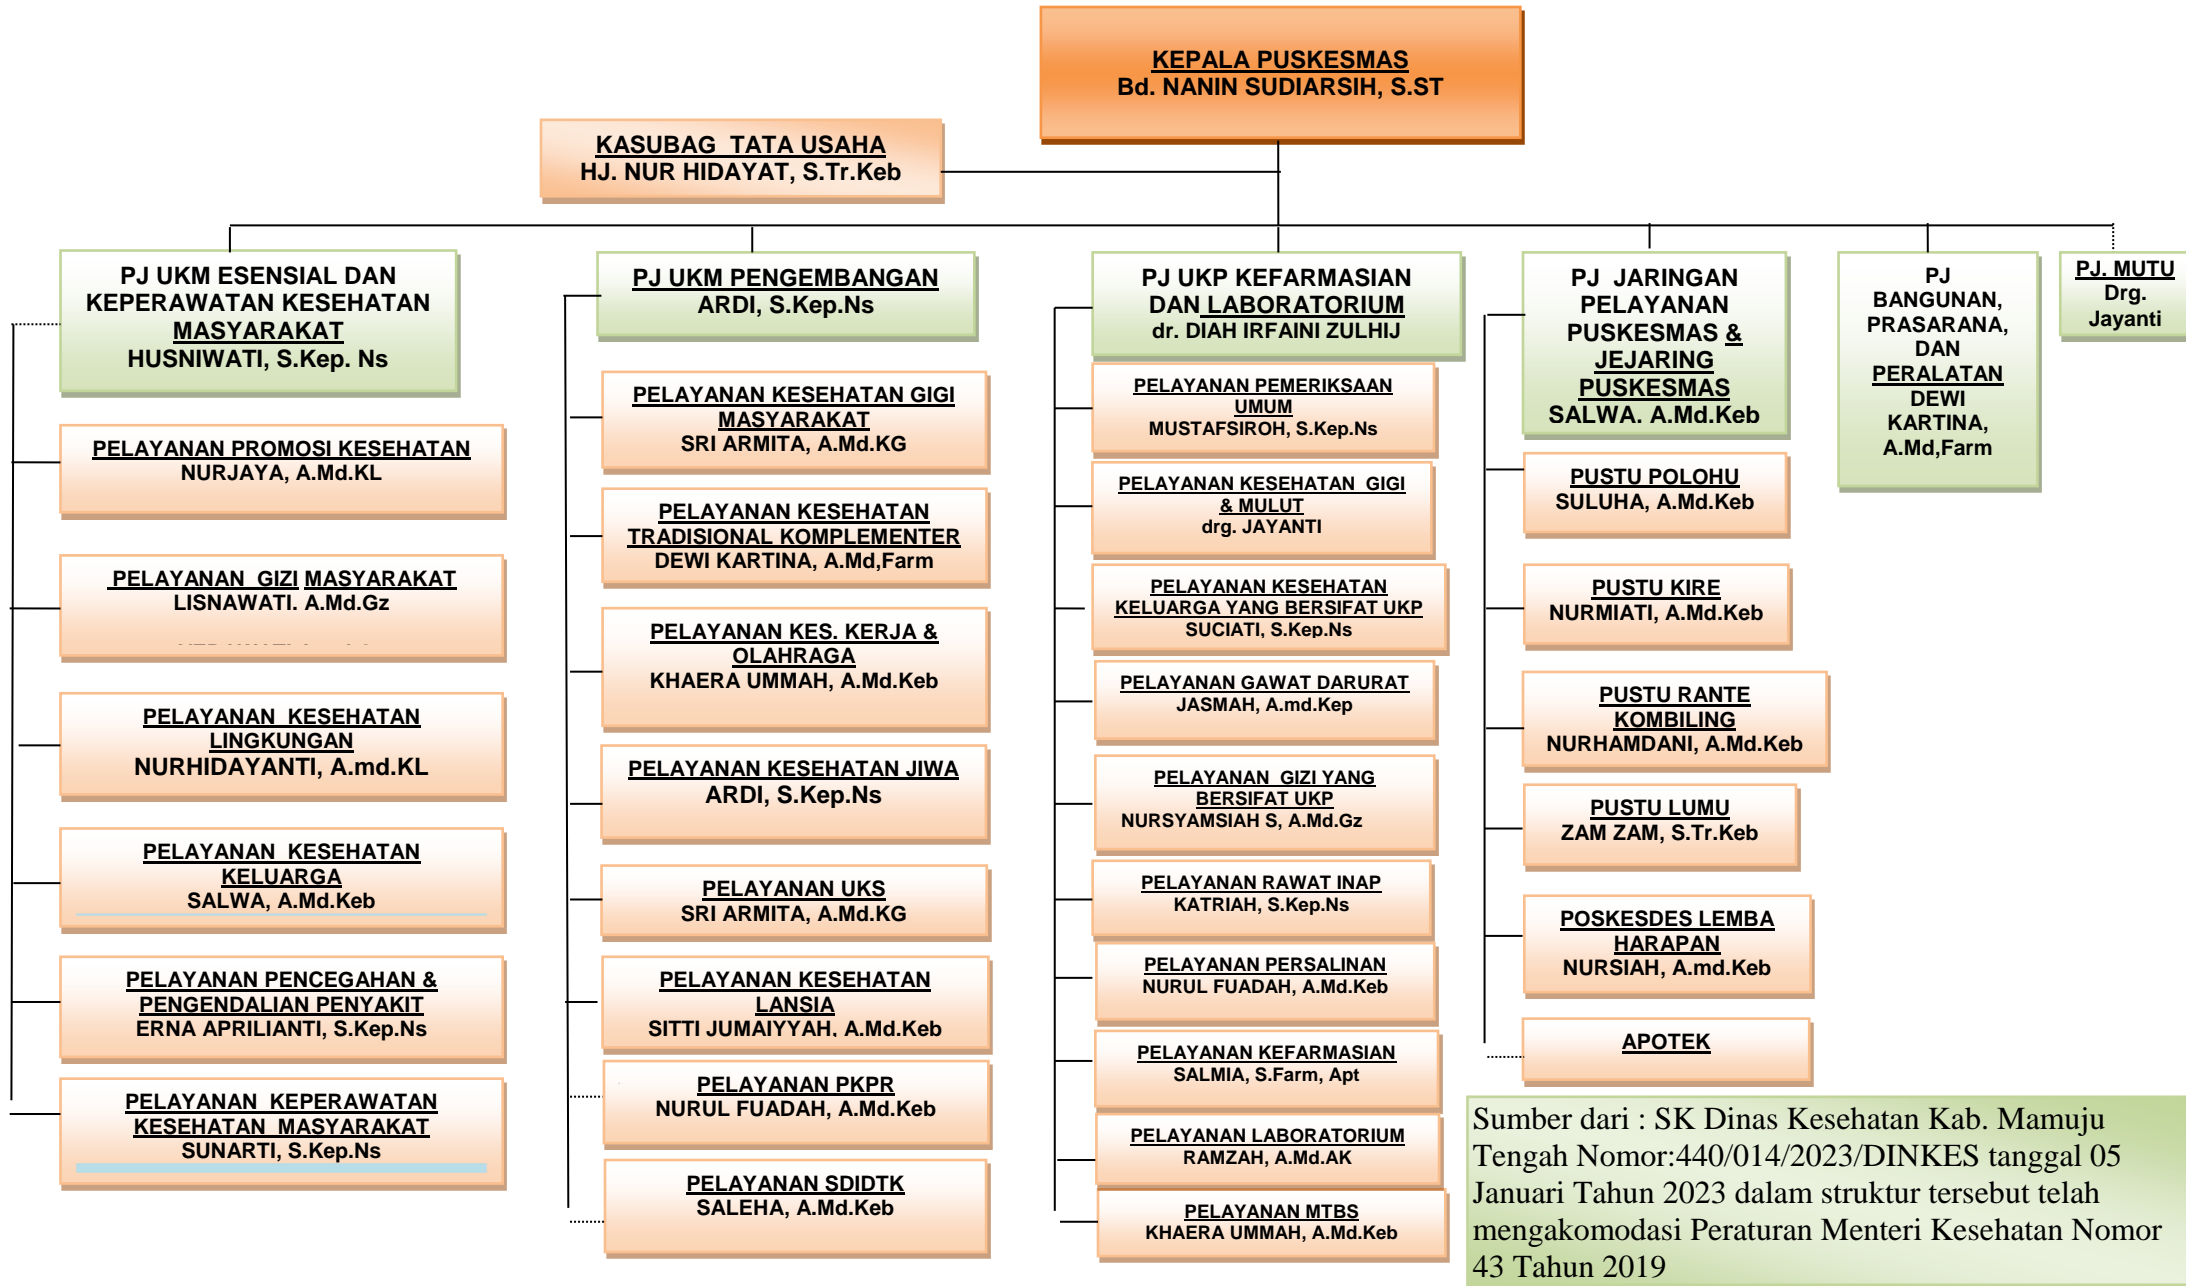 KEPALA PUSKESMAS
Bd. NANIN SUDIARSIH, S.ST
KASUBAG TATA USAHA
HJ. NUR HIDAYAT, S.Tr.Keb
PJ UKM ESENSIAL DAN
KEPERAWATAN KESEHATAN
MASYARAKAT
HUSNIWATI, S.Kep. Ns
PELAYANAN PROMOSI KESEHATAN
NURJAYA, A.Md.KL
PELAYANAN GIZI MASYARAKAT
LISNAWATI. A.Md.Gz
PELAYANAN KESEHATAN
LINGKUNGAN
NURHIDAYANTI, A.md.KL
PELAYANAN KESEHATAN
KELUARGA
SALWA, A.Md.Keb
PELAYANAN PENCEGAHAN &
PENGENDALIAN PENYAKIT
ERNA APRILIANTI, S.Kep.Ns
PELAYANAN KEPERAWATAN
KESEHATAN MASYARAKAT
SUNARTI, S.Kep.Ns
PJ UKM PENGEMBANGAN
ARDI, S.Kep.Ns
PELAYANAN KESEHATAN GIGI
MASYARAKAT
SRI ARMITA, A.Md.KG
PELAYANAN KESEHATAN
TRADISIONAL KOMPLEMENTER
DEWI KARTINA, A.Md,Farm
PELAYANAN KES. KERJA &
OLAHRAGA
KHAERA UMMAH, A.Md.Keb
PELAYANAN KESEHATAN JIWA
ARDI, S.Kep.Ns
PELAYANAN UKS
SRI ARMITA, A.Md.KG
PELAYANAN KESEHATAN
LANSIA
SITTI JUMAIYYAH, A.Md.Keb
PELAYANAN PKPR
NURUL FUADAH, A.Md.Keb
PELAYANAN SDIDTK
SALEHA, A.Md.Keb
PJ UKP KEFARMASIAN
DAN LABORATORIUM
dr. DIAH IRFAINI ZULHIJ
PELAYANAN PEMERIKSAAN
UMUM
MUSTAFSIROH, S.Kep.Ns
PELAYANAN KESEHATAN GIGI
& MULUT
drg. JAYANTI
PELAYANAN KESEHATAN
KELUARGA YANG BERSIFAT UKP
SUCIATI, S.Kep.Ns
PELAYANAN GAWAT DARURAT
JASMAH, A.md.Kep
PELAYANAN GIZI YANG
BERSIFAT UKP
NURSYAMSIAH S, A.Md.Gz
PELAYANAN RAWAT INAP
KATRIAH, S.Kep.Ns
PELAYANAN PERSALINAN
NURUL FUADAH, A.Md.Keb
PELAYANAN KEFARMASIAN
SALMIA, S.Farm, Apt
PELAYANAN LABORATORIUM
RAMZAH, A.Md.AK
PELAYANAN MTBS
KHAERA UMMAH, A.Md.Keb
PJ JARINGAN
PELAYANAN
PUSKESMAS &
JEJARING
PUSKESMAS
SALWA. A.Md.Keb
PUSTU POLOHU
SULUHA, A.Md.Keb
PUSTU KIRE
NURMIATI, A.Md.Keb
PUSTU RANTE
KOMBILING
NURHAMDANI, A.Md.Keb
PUSTU LUMU
ZAM ZAM, S.Tr.Keb
POSKESDES LEMBA
HARAPAN
NURSIAH, A.md.Keb
APOTEK
PJ
BANGUNAN,
PRASARANA,
DAN
PERALATAN
DEWI
KARTINA,
A.Md,Farm
PJ. MUTU
Drg.
Jayanti
Sumber dari : SK Dinas Kesehatan Kab. Mamuju
Tengah Nomor:440/014/2023/DINKES tanggal 05
Januari Tahun 2023 dalam struktur tersebut telah
mengakomodasi Peraturan Menteri Kesehatan Nomor
43 Tahun 2019